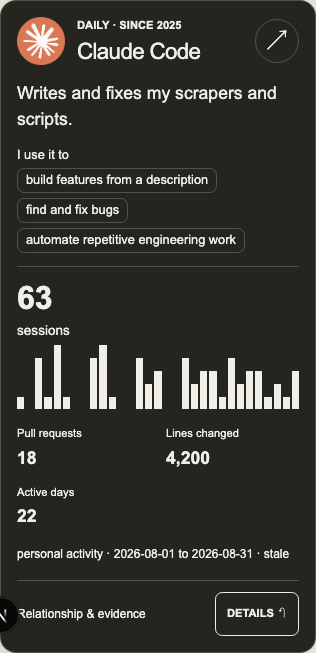 DAILY · SINCE 2025
Claude Code
Writes and fixes my scrapers and
scripts.
I use it to
build features from a description
find and fix bugs
automate repetitive engineering work
63
sessions
Pull requests
Lines changed
18
4,200
Active days
22
personal activity · 2026-08-01 to 2026-08-31 · stale
Relationship & evidence
DETAILS